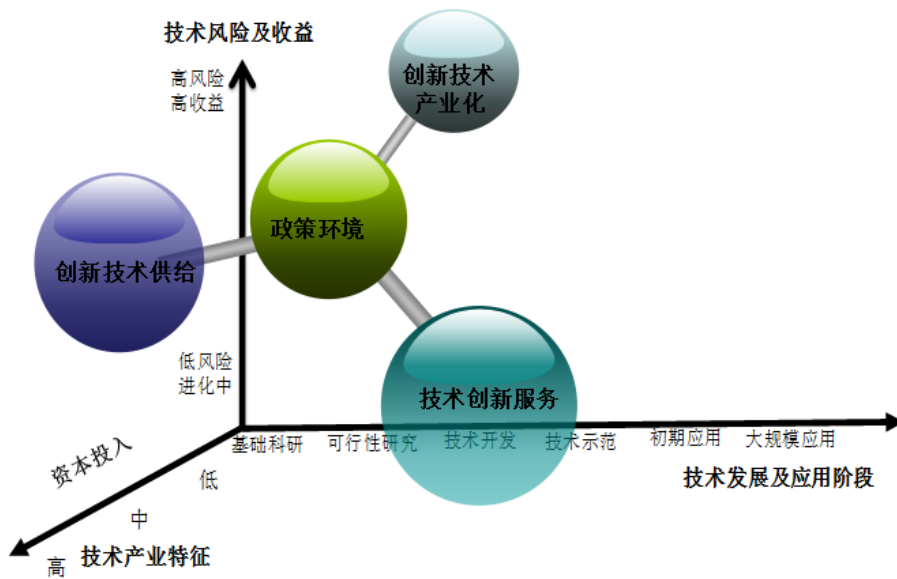 技术风险及收益
高风险
高收益
创新技术
产业化
政策环境
创新技术供给
低风险
进化中
技术创新服务
基础科研
可行性研究
技术开发
技术示范
初期应用
大规模应用
技术发展及应用阶段
资本投入
低
中
高
技术产业特征